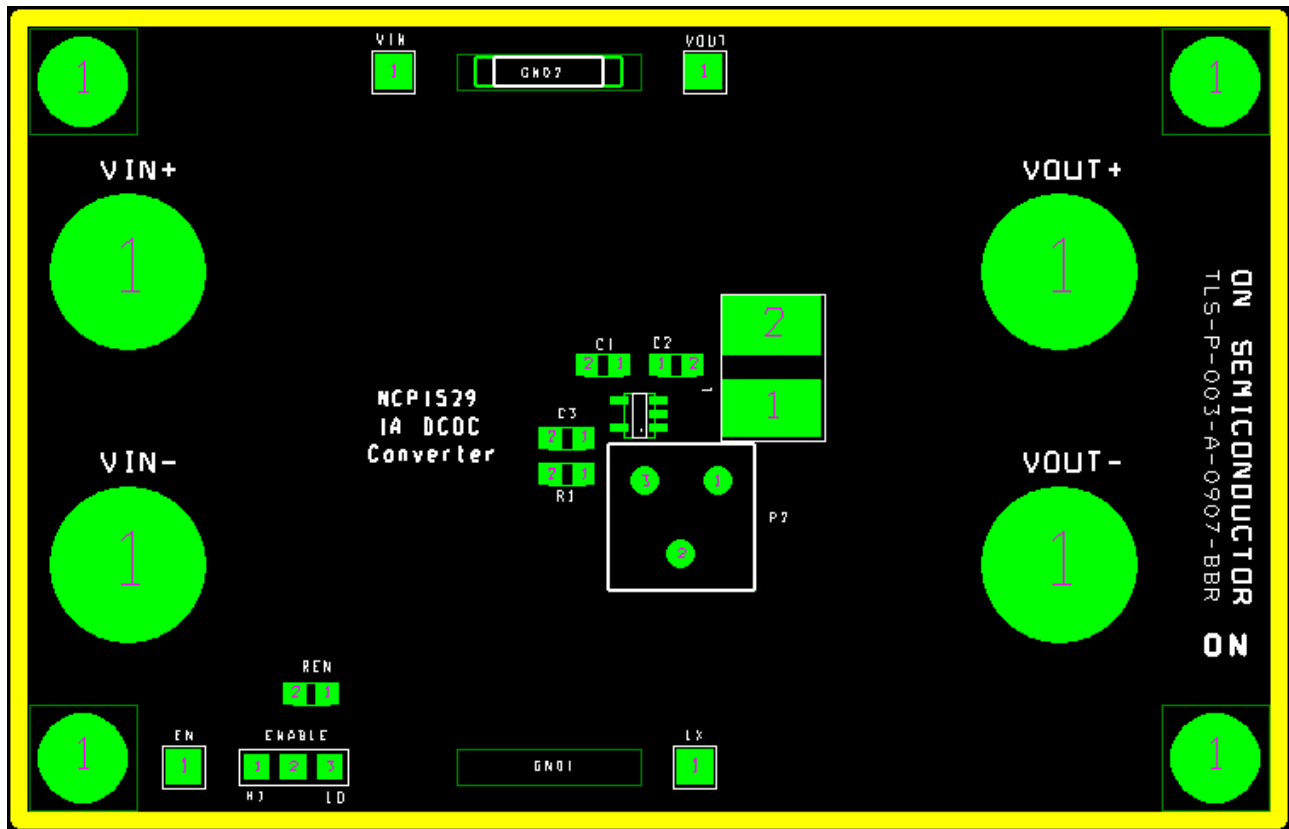 VIN
VOUT
1
GND2
1
1
1
VIN+
VOUT+
1
1
2
1
L
C1
C2
2 1
1 2
NCP1529
1A DCDC
Converter
C3
2 1
2 1
R1
3
1
2
P2
VIN-
VOUT-
1
1
ON SEMICONDUCTOR
TLS-P-003-A-0907-BBR
ON
REN
2 1
EN
ENABLE
LX
1
1
1 2 3
GND1
1
1
HI
LO